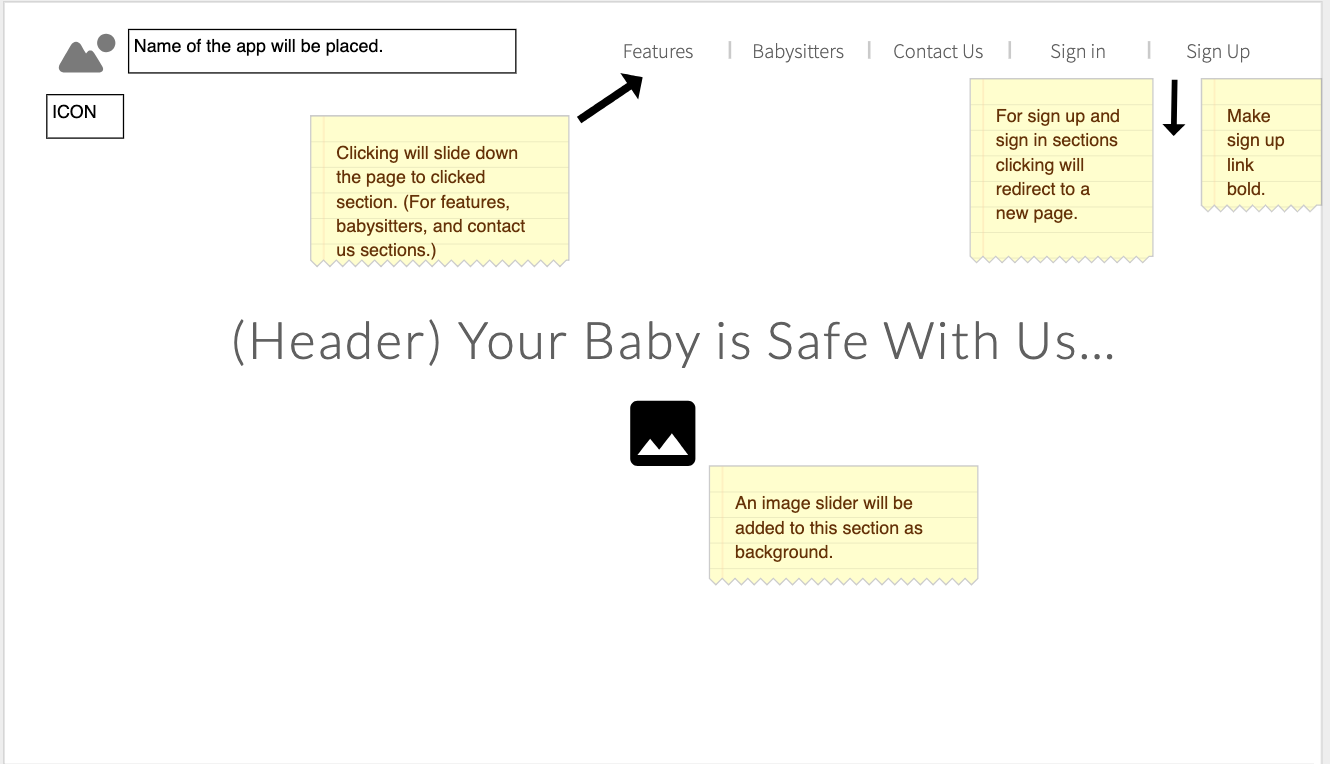 Name of the app will be placed.
Features | Babysitters | Contact Us | Sign in | Sign Up
ICON
Clicking will slide down
the page to clicked
section. (For features,
babysitters, and contact
us sections.)
For sign up and
sign in sections
clicking will
redirect to a
new page.
Make
sign up
link
bold.
(Header) Your Baby is Safe With Us...
An image slider will be
added to this section as
background.